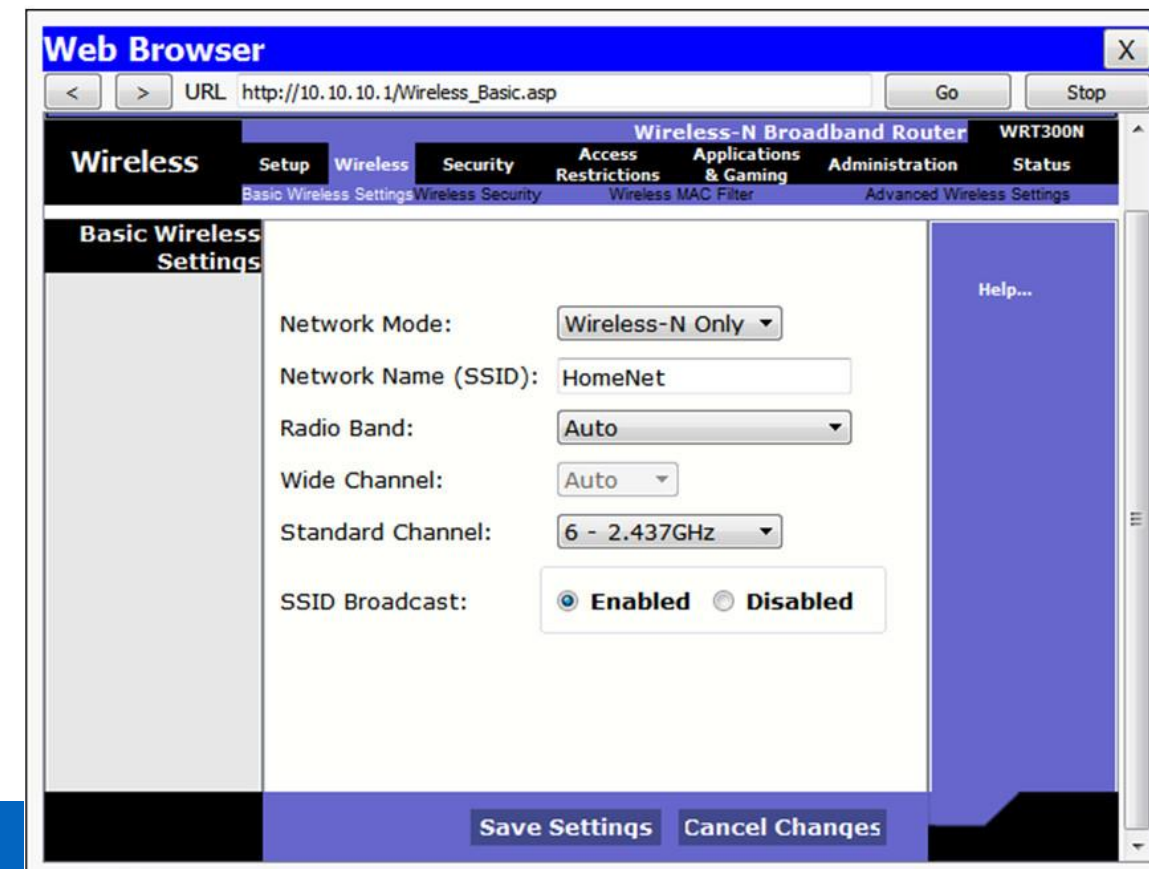 Web Browser X
< > URL http://10.10.10.1/Wireless_Basic.asp Go Stop
Wireless-N Broadband Router WRT300N
Wireless Setup Wireless Security Access Restrictions Applications & Gaming Administration Status
Basic Wireless Settings Wireless Security Wireless MAC Filter Advanced Wireless Settings
Basic Wireless
Settings
Help...
Network Mode: Wireless-N Only
Network Name (SSID): HomeNet
Radio Band: Auto
Wide Channel: Auto
Standard Channel: 6 - 2.437GHz
SSID Broadcast: Enabled Disabled
Save Settings Cancel Changes